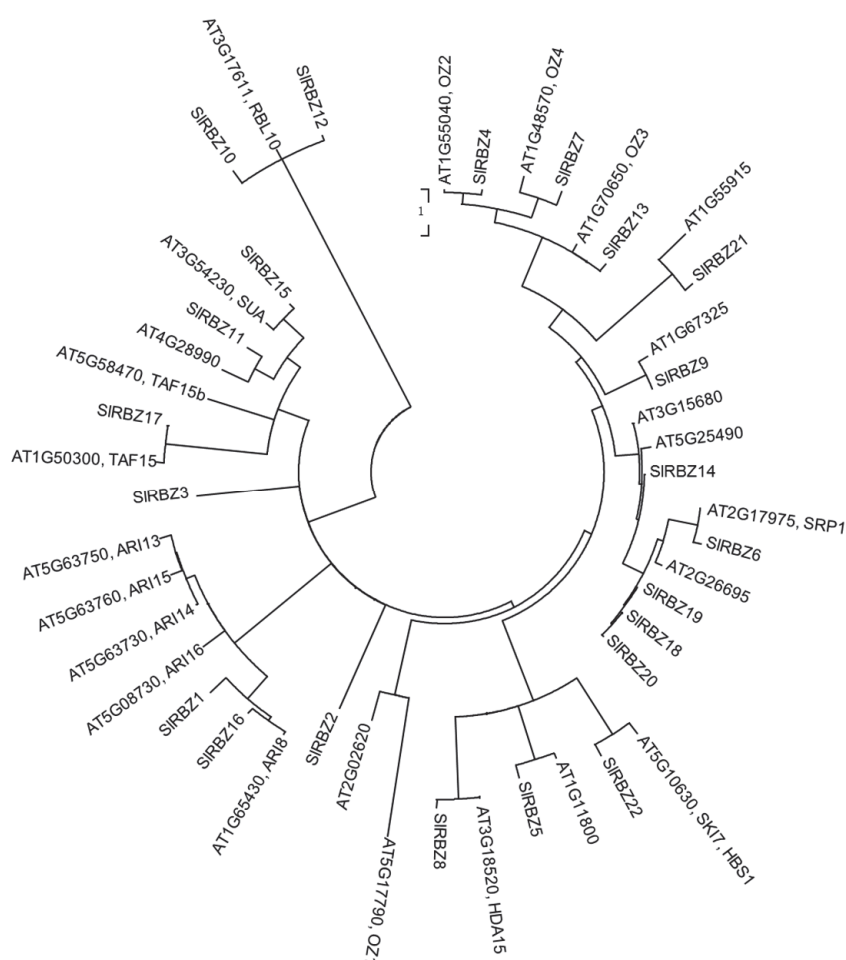 AT1G55040, OZ2
SlRBZ4
AT1G48570, OZ4
SlRBZ7
AT1G70650, OZ3
SlRBZ13
AT1G55915
SlRBZ21
AT1G67325
SlRBZ9
AT3G15680
AT5G25490
SlRBZ14
AT2G17975, SRP1
SlRBZ6
AT2G26695
SlRBZ19
SlRBZ18
SlRBZ20
AT5G10630, SKI7, HBS1
SlRBZ22
AT1G11800
SlRBZ5
AT3G18520, HDA15
SlRBZ8
AT5G17790, OZ
AT2G02620
SlRBZ2
AT1G65430, ARI8
SlRBZ16
SlRBZ1
AT5G08730, ARI16
AT5G63730, ARI14
AT5G63760, ARI15
AT5G63750, ARI13
SlRBZ3
AT1G50300, TAF15
SlRBZ17
AT5G58470, TAF15b
AT4G28990
SlRBZ11
AT3G54230, SUA
SlRBZ15
SlRBZ10
AT3G17611, RBL10
SlRBZ12
1